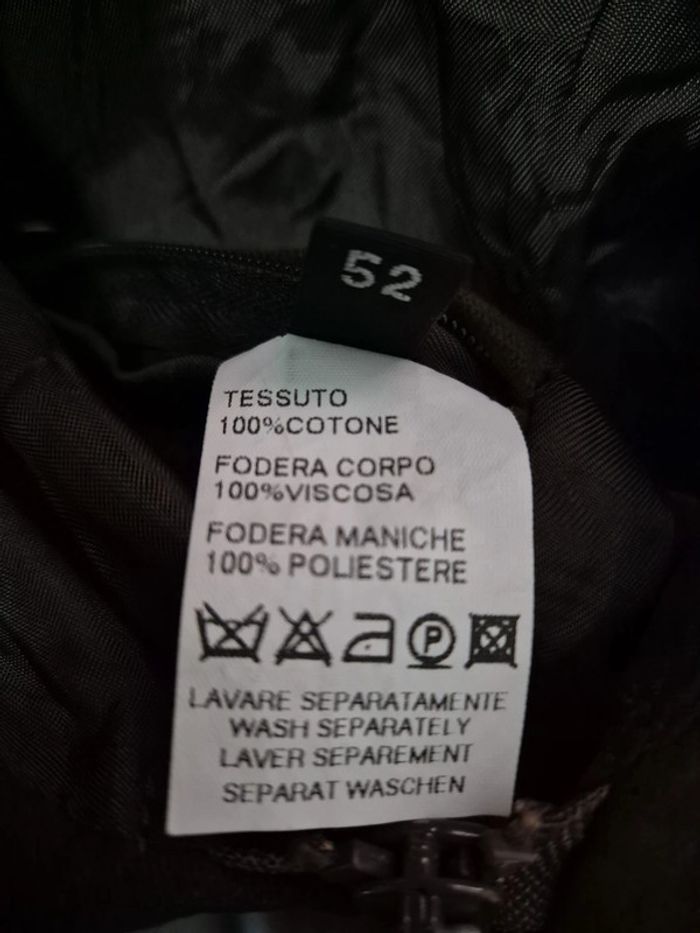 52
TESSUTO
100%COTONE
FODERA CORPO
100%VISCOSA
FODERA MANICHE
100% POLIESTERE
P
LAVARE SEPARATAMENTE
WASH SEPARATELY
LAVER SEPAREMENT
SEPARAT WASCHEN